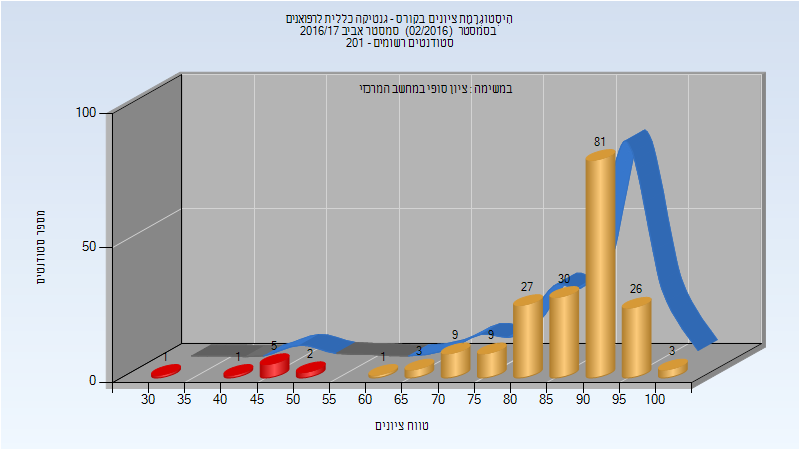 היסטוגרמת ציונים בקורס - גנטיקה כללית לרפואנים
בסמסטר (02/2016) סמסטר אביב 2016/17
סטודנטים רשומים - 201
במשימה : ציון סופי במחשב המרכזי
מספר סטודנטים
100
50
0
1
1
5
2
1
3
9
9
27
30
81
26
3
30 35 40 45 50 55 60 65 70 75 80 85 90 95 100
טווח ציונים